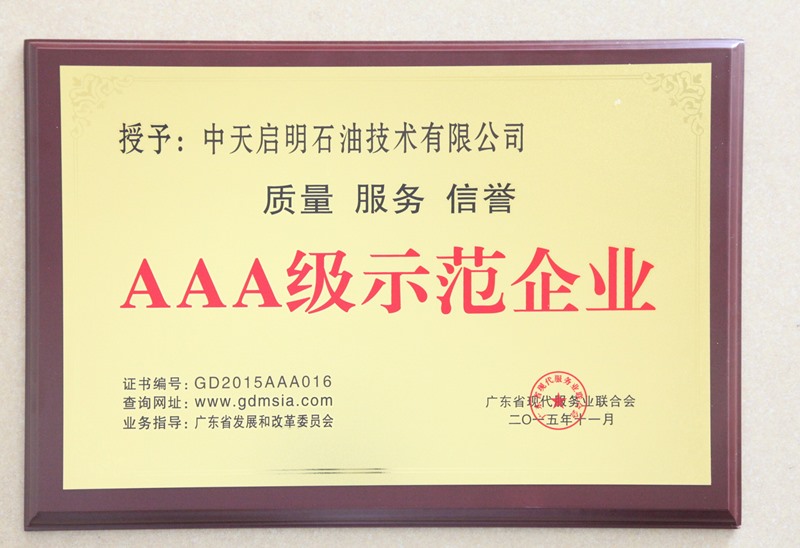 授予：中天启明石油技术有限公司
质量 服务 信誉
AAA级示范企业
证书编号：GD2015AAA016
查询网址：www.gdmsia.com
业务指导：广东省发展和改革委员会
广东省现代服务业联合会
二〇一五年十一月